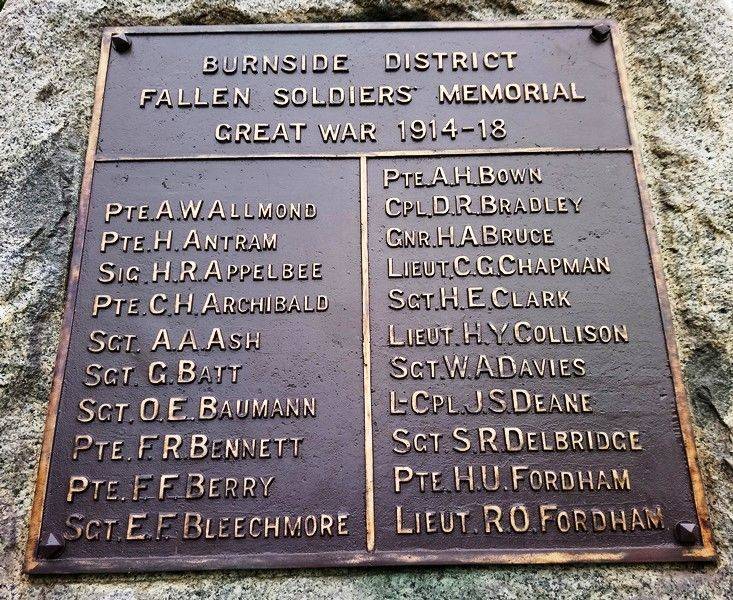 BURNSIDE DISTRICT
FALLEN SOLDIERS' MEMORIAL
GREAT WAR 1914-18
PTE. A.W. ALLMOND
PTE. H. ANTRAM
SIG. H.R. APPELBEE
PTE. C.H. ARCHIBALD
SGT. A.A. ASH
SGT. G. BATT
SGT. O.E. BAUMANN
PTE. F.R. BENNETT
PTE. F.F. BERRY
SGT. E.F. BLEECHMORE
PTE. A.H. BOWN
CPL. D.R. BRADLEY
GNR. H.A. BRUCE
LIEUT. C.G. CHAPMAN
SGT. H.E. CLARK
LIEUT. H.Y. COLLISON
SGT. W.A. DAVIES
L-CPL. J.S. DEANE
SGT. S.R. DELBRIDGE
PTE. H.U. FORDHAM
LIEUT. R.O. FORDHAM